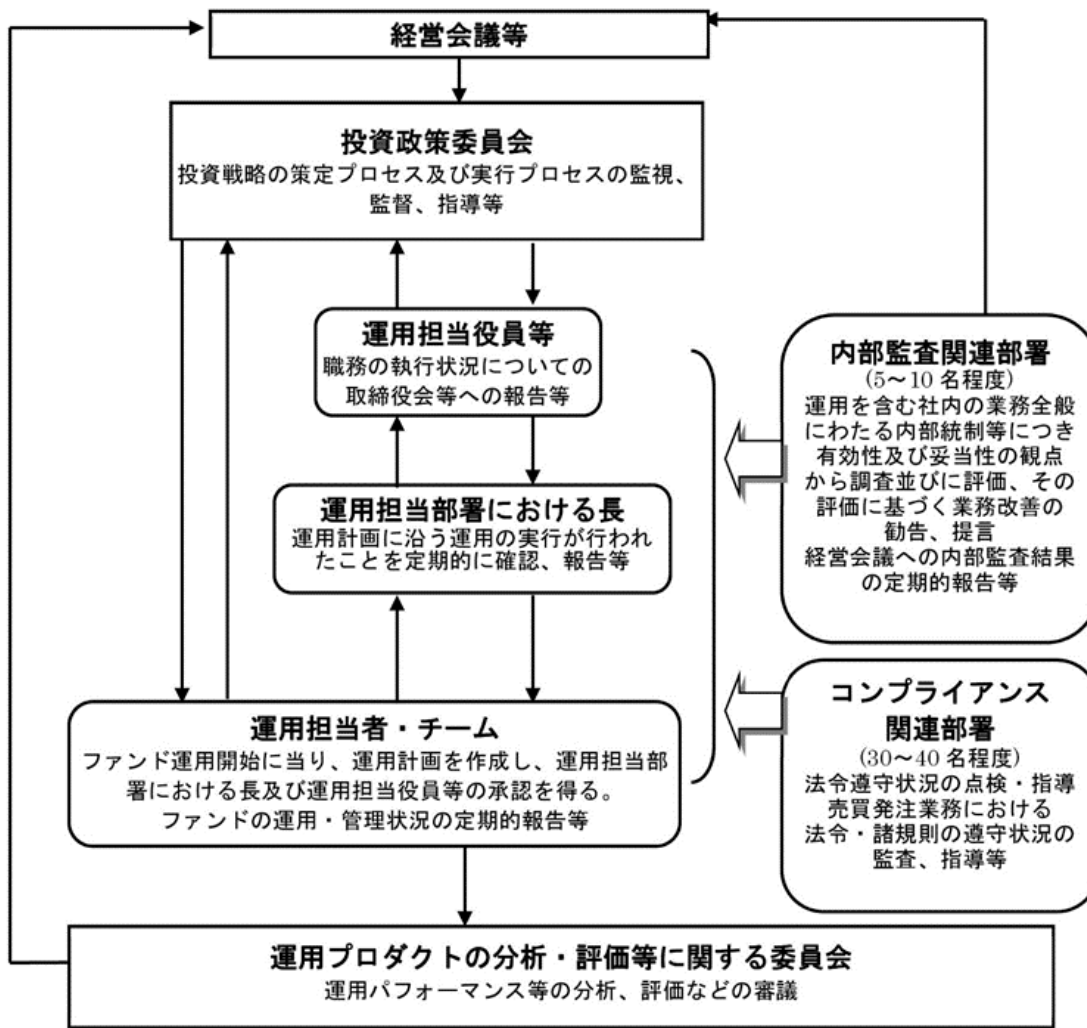 経営会議等
投資政策委員会
投資戦略の策定プロセス及び実行プロセスの監視、
監督、指導等
運用担当役員等
職務の執行状況についての
取締役会等への報告等
運用担当部署における長
運用計画に沿う運用の実行が行われ
たことを定期的に確認、報告等
運用担当者・チーム
ファンド運用開始に当り、運用計画を作成し、運用担当部
署における長及び運用担当役員等の承認を得る。
ファンドの運用・管理状況の定期的報告等
内部監査関連部署
(5～10 名程度)
運用を含む社内の業務全般
にわたる内部統制等につき
有効性及び妥当性の観点
から調査並びに評価、その
評価に基づく業務改善の
勧告、提言
経営会議への内部監査結果
の定期的報告等
コンプライアンス
関連部署
(30～40 名程度)
法令遵守状況の点検・指導
売買発注業務における
法令・諸規則の遵守状況の
監査、指導等
運用プロダクトの分析・評価等に関する委員会
運用パフォーマンス等の分析、評価などの審議